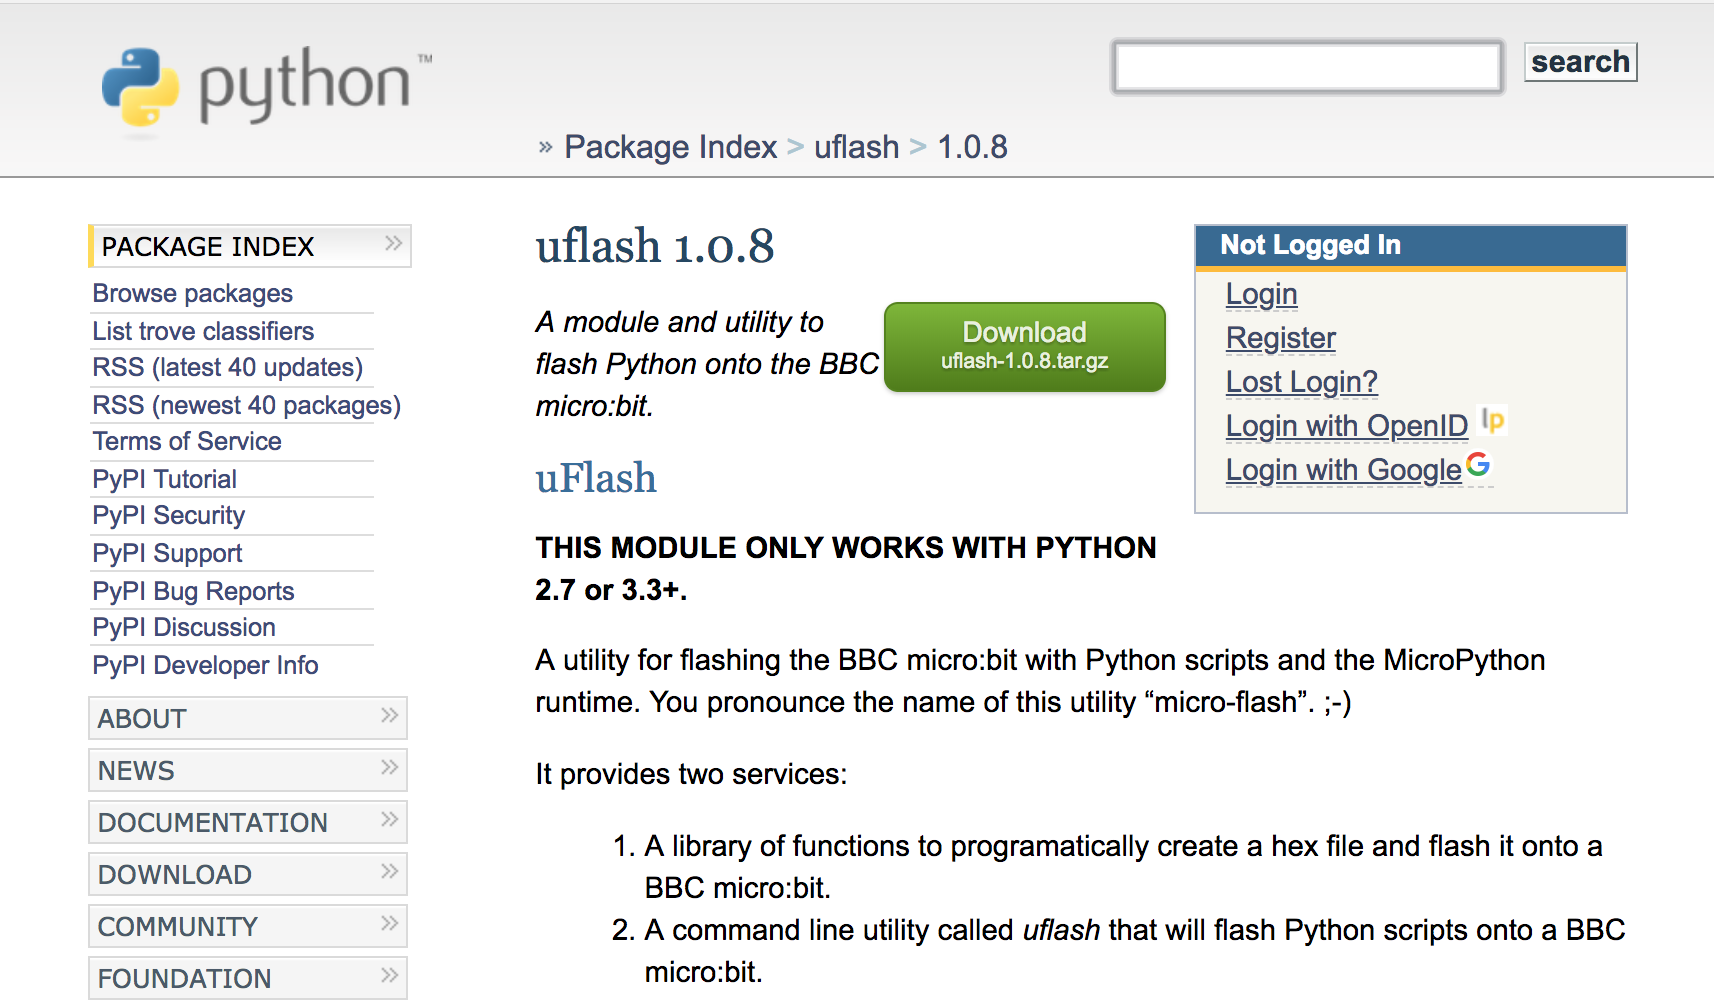 python™
search
» Package Index > uflash > 1.0.8
PACKAGE INDEX »
Browse packages
List trove classifiers
RSS (latest 40 updates)
RSS (newest 40 packages)
Terms of Service
PyPI Tutorial
PyPI Security
PyPI Support
PyPI Bug Reports
PyPI Discussion
PyPI Developer Info
ABOUT »
NEWS »
DOCUMENTATION »
DOWNLOAD »
COMMUNITY »
FOUNDATION »
uflash 1.0.8
A module and utility to
flash Python onto the BBC
micro:bit.
Download
uflash-1.0.8.tar.gz
uFlash
THIS MODULE ONLY WORKS WITH PYTHON
2.7 or 3.3+.
A utility for flashing the BBC micro:bit with Python scripts and the MicroPython
runtime. You pronounce the name of this utility “micro-flash”. ;-)
It provides two services:
1. A library of functions to programatically create a hex file and flash it onto a
BBC micro:bit.
2. A command line utility called uflash that will flash Python scripts onto a BBC
micro:bit.
Not Logged In
Login
Register
Lost Login?
Login with OpenID lp
Login with Google G